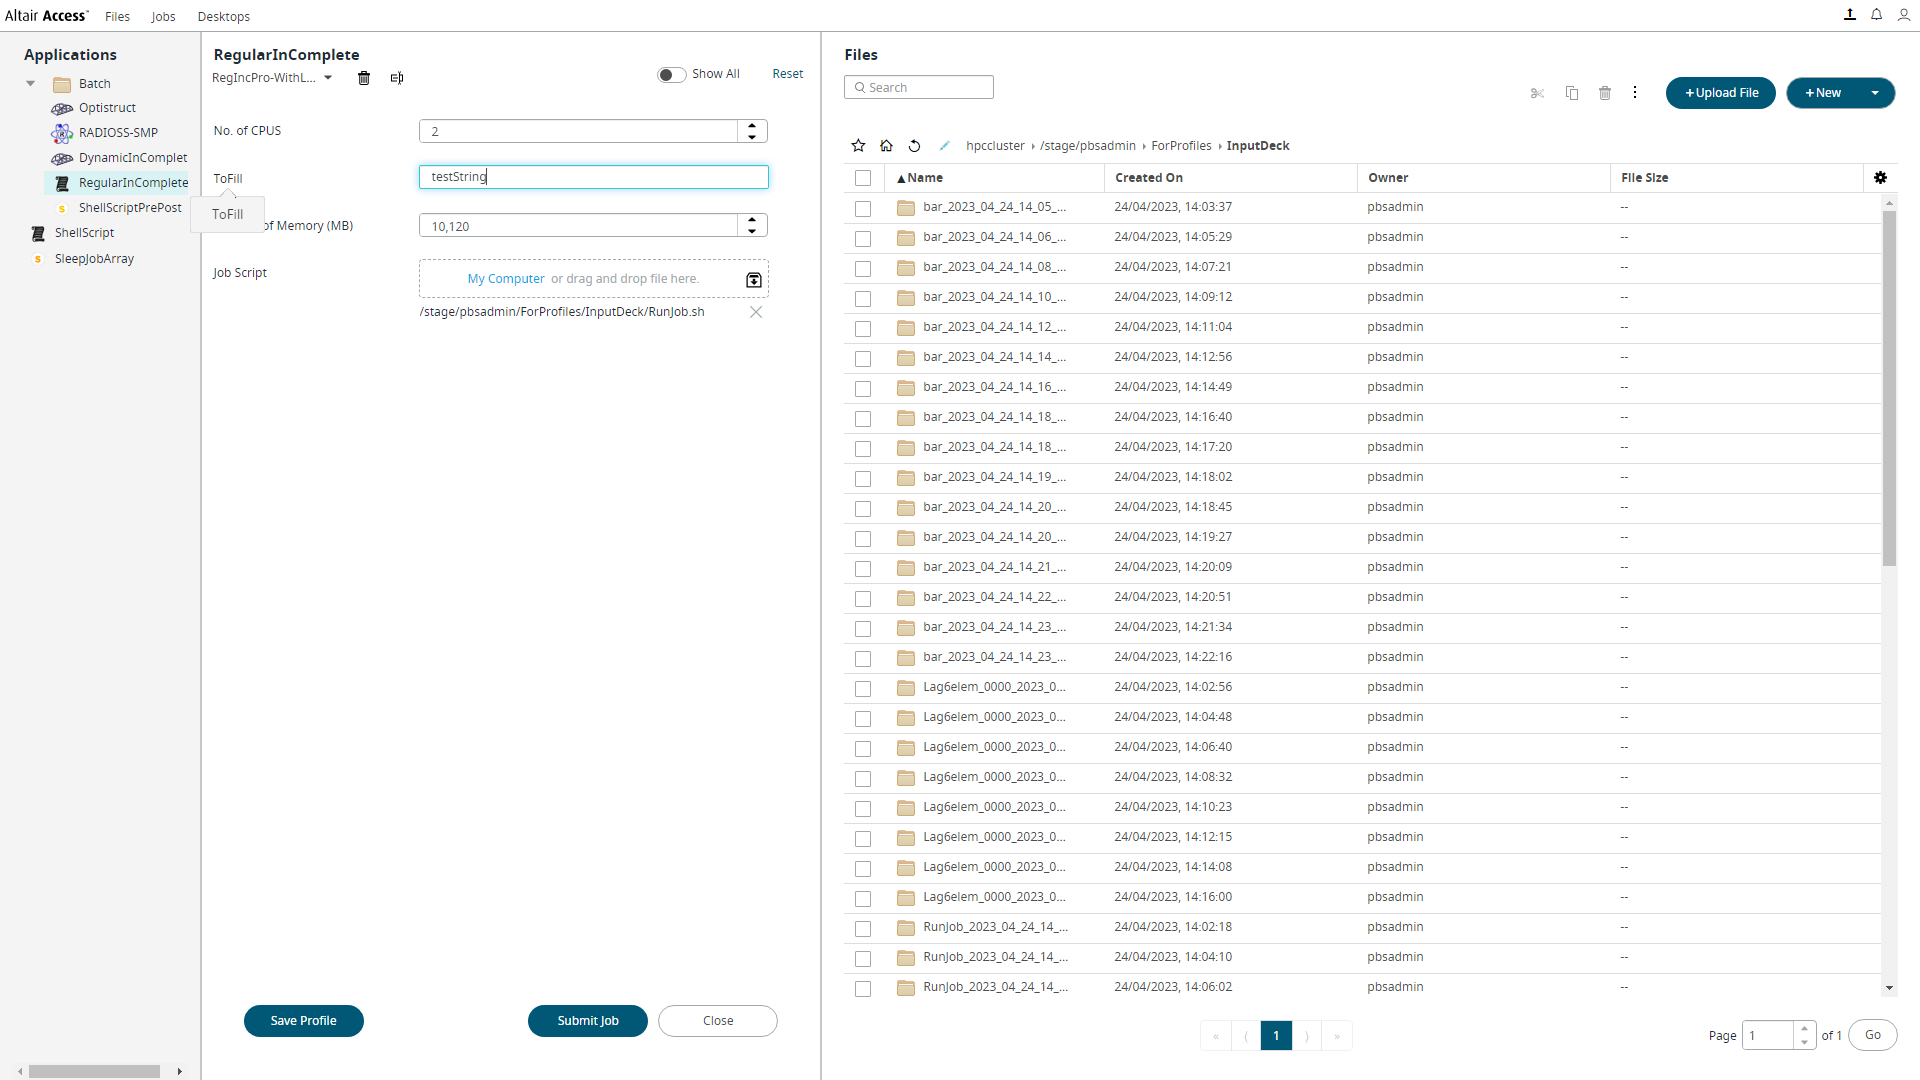 Altair Access™ Files Jobs Desktops
Applications
Batch
Optistruct
RADIOSS-SMP
DynamicInComplet
RegularInComplete
ShellScriptPrePost
ShellScript
SleepJobArray
RegularInComplete
RegIncPro-WithL...
Show All
Reset
No. of CPUS
2
ToFill
testString
ToFill
of Memory (MB)
10,120
Job Script
My Computer or drag and drop file here.
/stage/pbsadmin/ForProfiles/InputDeck/RunJob.sh
Save Profile
Submit Job
Close
Files
Search
+Upload File
+New
hpccluster › /stage/pbsadmin › ForProfiles › InputDeck
▲Name Created On Owner File Size
bar_2023_04_24_14_05_... 24/04/2023, 14:03:37 pbsadmin --
bar_2023_04_24_14_06_... 24/04/2023, 14:05:29 pbsadmin --
bar_2023_04_24_14_08_... 24/04/2023, 14:07:21 pbsadmin --
bar_2023_04_24_14_10_... 24/04/2023, 14:09:12 pbsadmin --
bar_2023_04_24_14_12_... 24/04/2023, 14:11:04 pbsadmin --
bar_2023_04_24_14_14_... 24/04/2023, 14:12:56 pbsadmin --
bar_2023_04_24_14_16_... 24/04/2023, 14:14:49 pbsadmin --
bar_2023_04_24_14_18_... 24/04/2023, 14:16:40 pbsadmin --
bar_2023_04_24_14_18_... 24/04/2023, 14:17:20 pbsadmin --
bar_2023_04_24_14_19_... 24/04/2023, 14:18:02 pbsadmin --
bar_2023_04_24_14_20_... 24/04/2023, 14:18:45 pbsadmin --
bar_2023_04_24_14_20_... 24/04/2023, 14:19:27 pbsadmin --
bar_2023_04_24_14_21_... 24/04/2023, 14:20:09 pbsadmin --
bar_2023_04_24_14_22_... 24/04/2023, 14:20:51 pbsadmin --
bar_2023_04_24_14_23_... 24/04/2023, 14:21:34 pbsadmin --
bar_2023_04_24_14_23_... 24/04/2023, 14:22:16 pbsadmin --
Lag6elem_0000_2023_0... 24/04/2023, 14:02:56 pbsadmin --
Lag6elem_0000_2023_0... 24/04/2023, 14:04:48 pbsadmin --
Lag6elem_0000_2023_0... 24/04/2023, 14:06:40 pbsadmin --
Lag6elem_0000_2023_0... 24/04/2023, 14:08:32 pbsadmin --
Lag6elem_0000_2023_0... 24/04/2023, 14:10:23 pbsadmin --
Lag6elem_0000_2023_0... 24/04/2023, 14:12:15 pbsadmin --
Lag6elem_0000_2023_0... 24/04/2023, 14:14:08 pbsadmin --
Lag6elem_0000_2023_0... 24/04/2023, 14:16:00 pbsadmin --
RunJob_2023_04_24_14_... 24/04/2023, 14:02:18 pbsadmin --
RunJob_2023_04_24_14_... 24/04/2023, 14:04:10 pbsadmin --
RunJob_2023_04_24_14_... 24/04/2023, 14:06:02 pbsadmin --
« ⟨ 1 ⟩ »
Page 1 of 1 Go